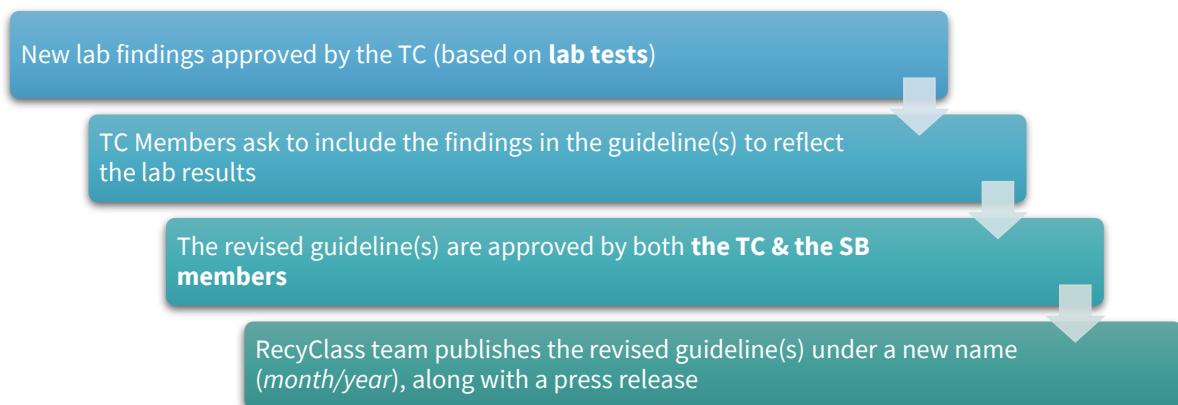 New lab findings approved by the TC (based on lab tests)
TC Members ask to include the findings in the guideline(s) to reflect
the lab results
The revised guideline(s) are approved by both the TC & the SB
members
RecyClass team publishes the revised guideline(s) under a new name
(month/year), along with a press release